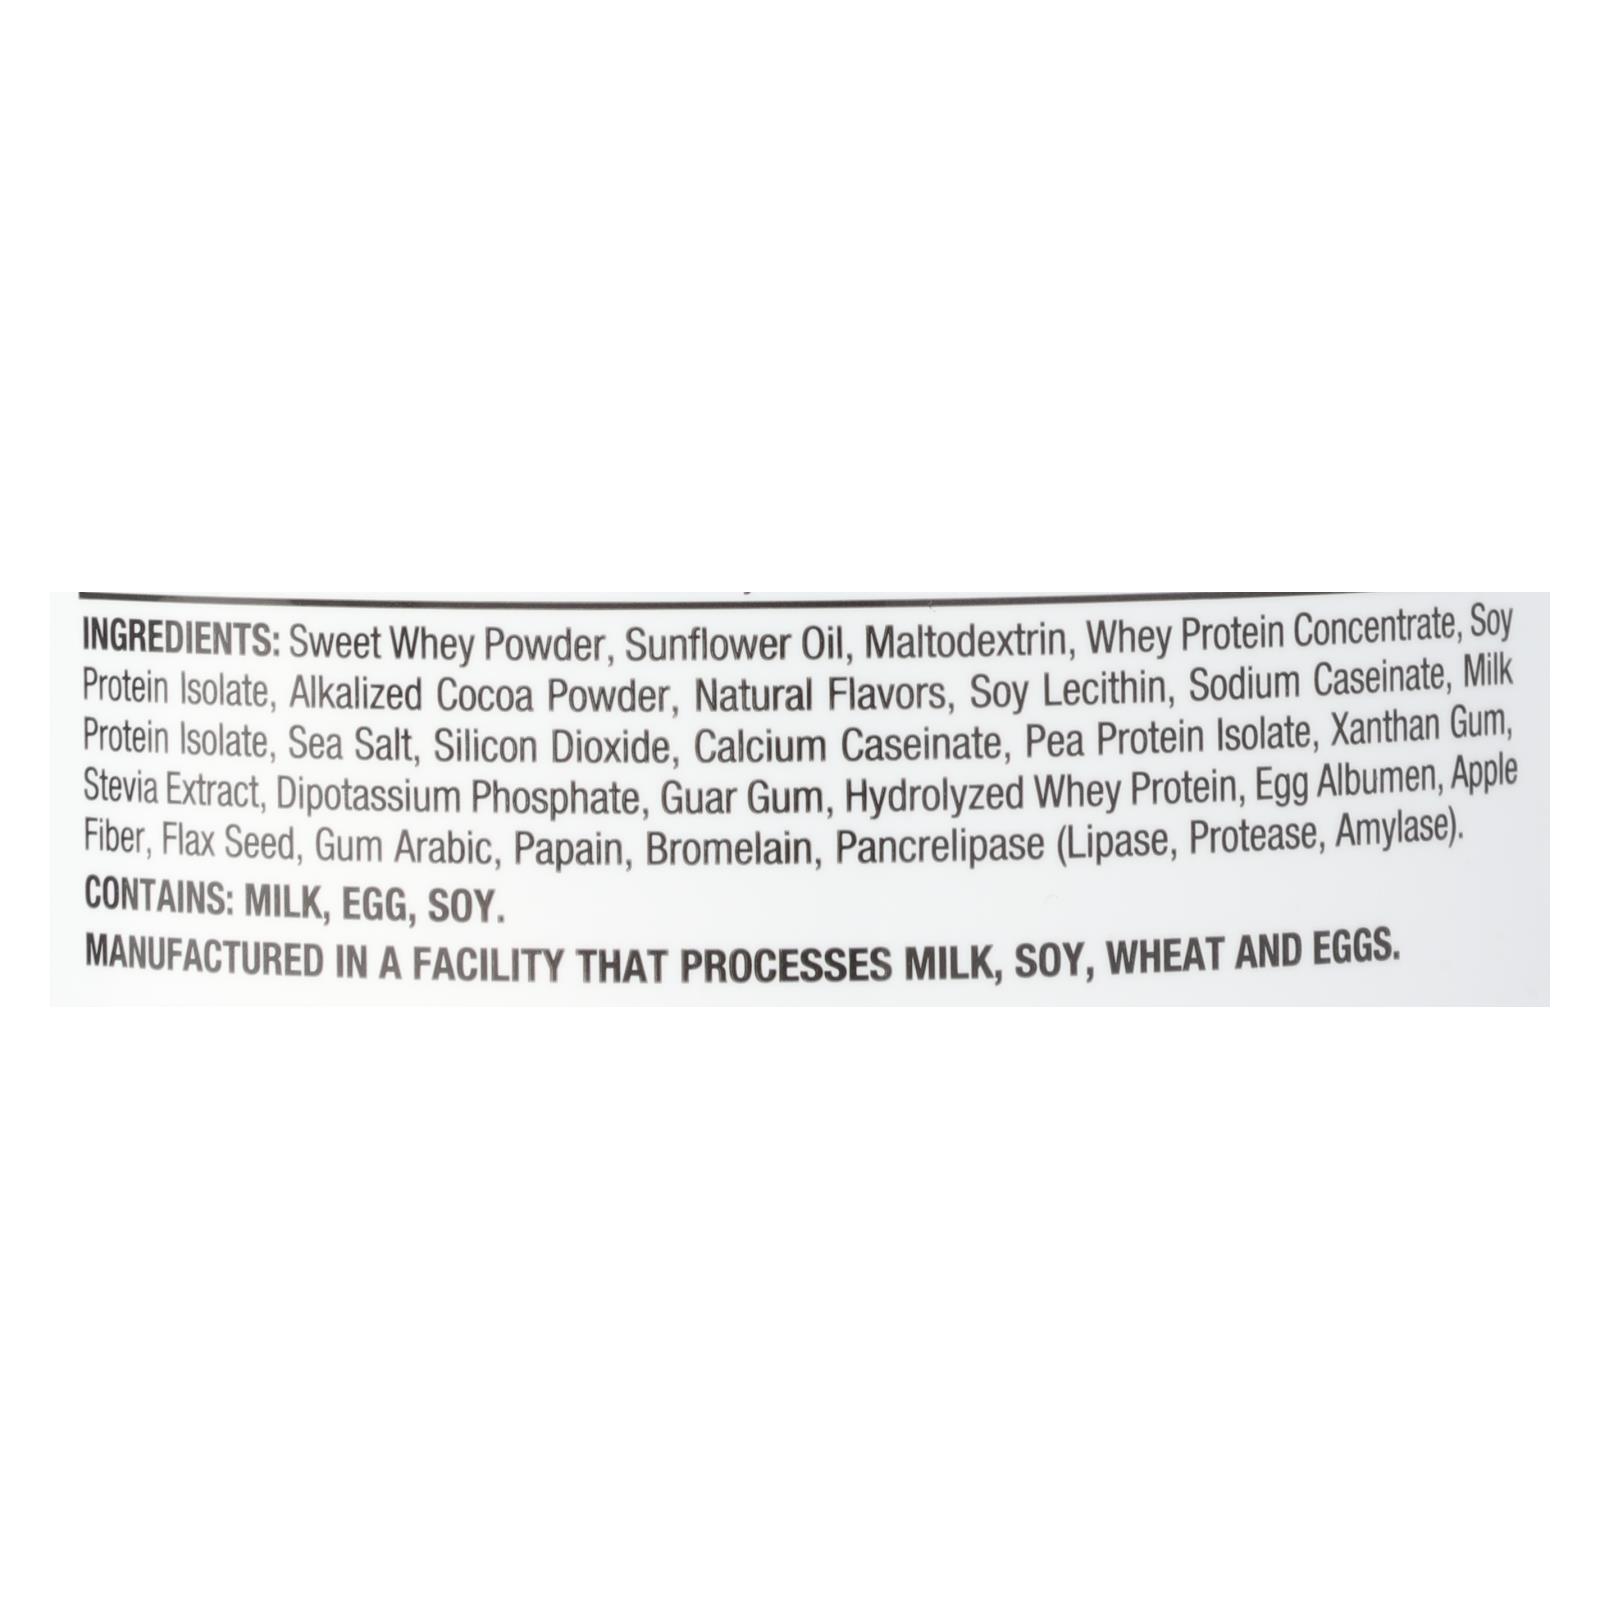 INGREDIENTS: Sweet Whey Powder, Sunflower Oil, Maltodextrin, Whey Protein Concentrate, Soy
Protein Isolate, Alkalized Cocoa Powder, Natural Flavors, Soy Lecithin, Sodium Caseinate, Milk
Protein Isolate, Sea Salt, Silicon Dioxide, Calcium Caseinate, Pea Protein Isolate, Xanthan Gum,
Stevia Extract, Dipotassium Phosphate, Guar Gum, Hydrolyzed Whey Protein, Egg Albumen, Apple
Fiber, Flax Seed, Gum Arabic, Papain, Bromelain, Pancrelipase (Lipase, Protease, Amylase).
CONTAINS: MILK, EGG, SOY.
MANUFACTURED IN A FACILITY THAT PROCESSES MILK, SOY, WHEAT AND EGGS.